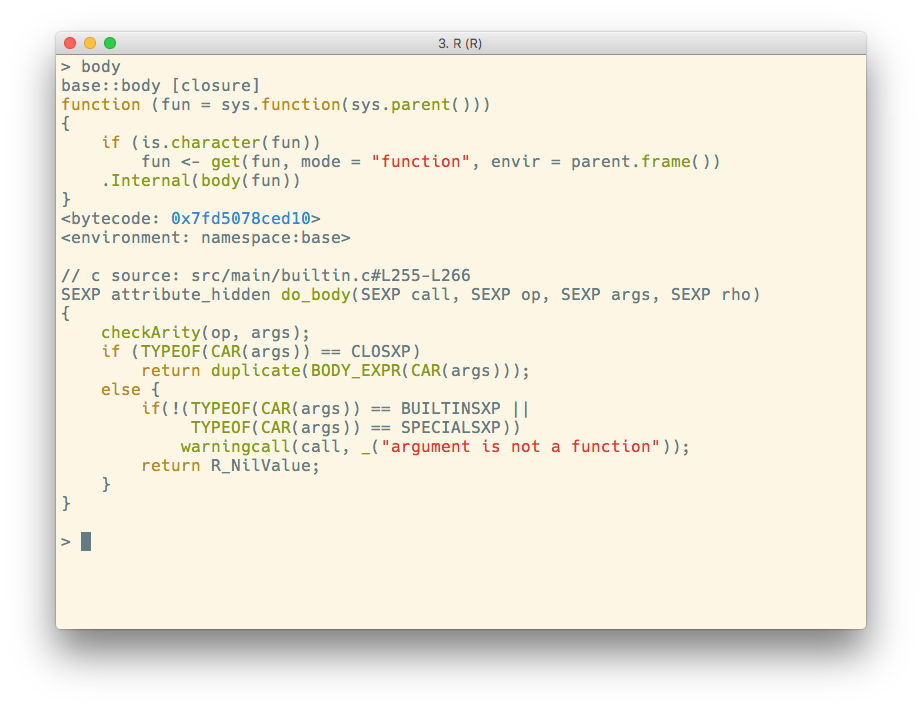 3. R (R)
> body
base::body [closure]
function (fun = sys.function(sys.parent()))
{
    if (is.character(fun))
        fun <- get(fun, mode = "function", envir = parent.frame())
    .Internal(body(fun))
}
<bytecode: 0x7fd5078ced10>
<environment: namespace:base>

// c source: src/main/builtin.c#L255-L266
SEXP attribute_hidden do_body(SEXP call, SEXP op, SEXP args, SEXP rho)
{
    checkArity(op, args);
    if (TYPEOF(CAR(args)) == CLOSXP)
        return duplicate(BODY_EXPR(CAR(args)));
    else {
        if(!(TYPEOF(CAR(args)) == BUILTINSXP ||
             TYPEOF(CAR(args)) == SPECIALSXP))
            warningcall(call, _("argument is not a function"));
        return R_NilValue;
    }
}

>